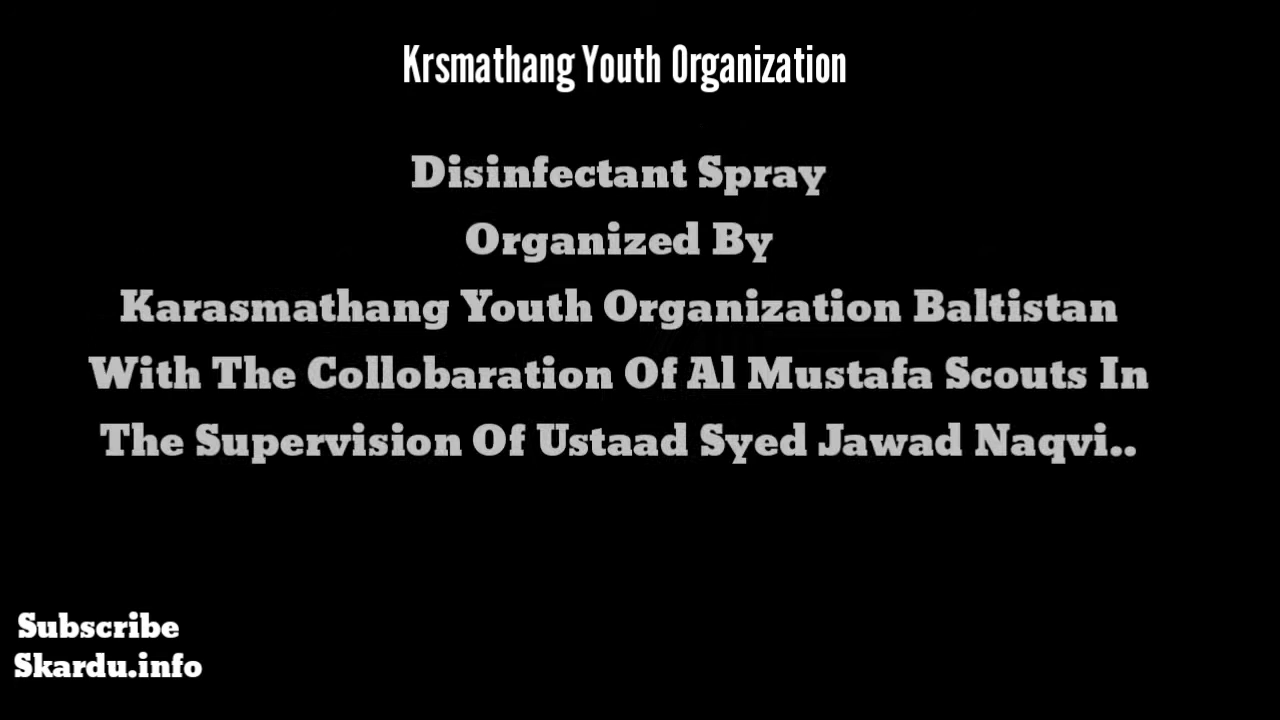 Krsmathang Youth Organization
Disinfectant Spray
Organized By
Karasmathang Youth Organization Baltistan
With The Collobaration Of Al Mustafa Scouts In
The Supervision Of Ustaad Syed Jawad Naqvi..
Subscribe
Skardu.info